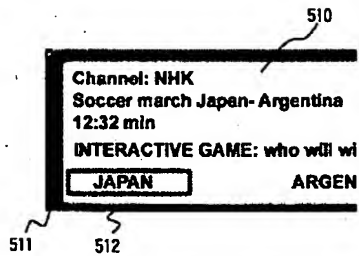 510
Channel: NHK
Soccer march Japan- Argentina
12:32 min
INTERACTIVE GAME: who will wi
JAPAN ARGEN
511 512